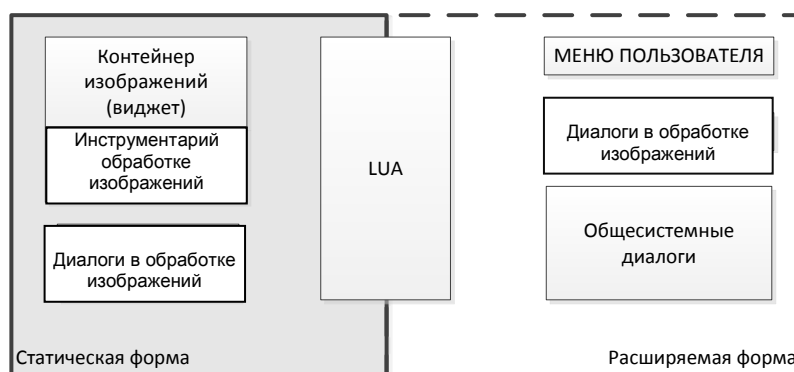 Контейнер
изображений
(виджет)
Инструментарий
обработке
изображений
Диалоги в обработке
изображений
LUA
МЕНЮ ПОЛЬЗОВАТЕЛЯ
Диалоги в обработке
изображений
Общесистемные
диалоги
Статическая форма
Расширяемая форма